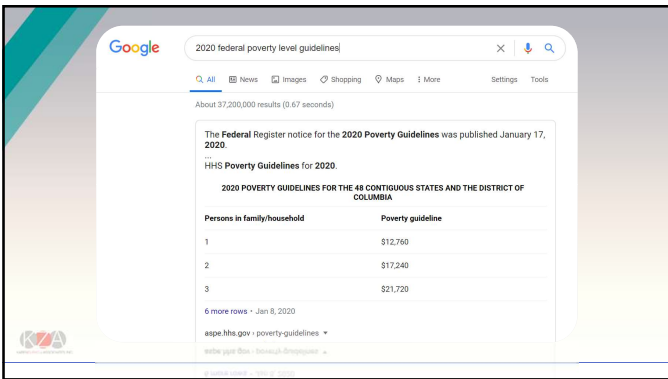 Google
2020 federal poverty level guidelines
All News Images Shopping Maps More Settings Tools
About 37,200,000 results (0.67 seconds)
The Federal Register notice for the 2020 Poverty Guidelines was published January 17,
2020.
...
HHS Poverty Guidelines for 2020.
2020 POVERTY GUIDELINES FOR THE 48 CONTIGUOUS STATES AND THE DISTRICT OF
COLUMBIA
Persons in family/household Poverty guideline
1 $12,760
2 $17,240
3 $21,720
6 more rows • Jan 8, 2020
aspe.hhs.gov › poverty-guidelines
KZA